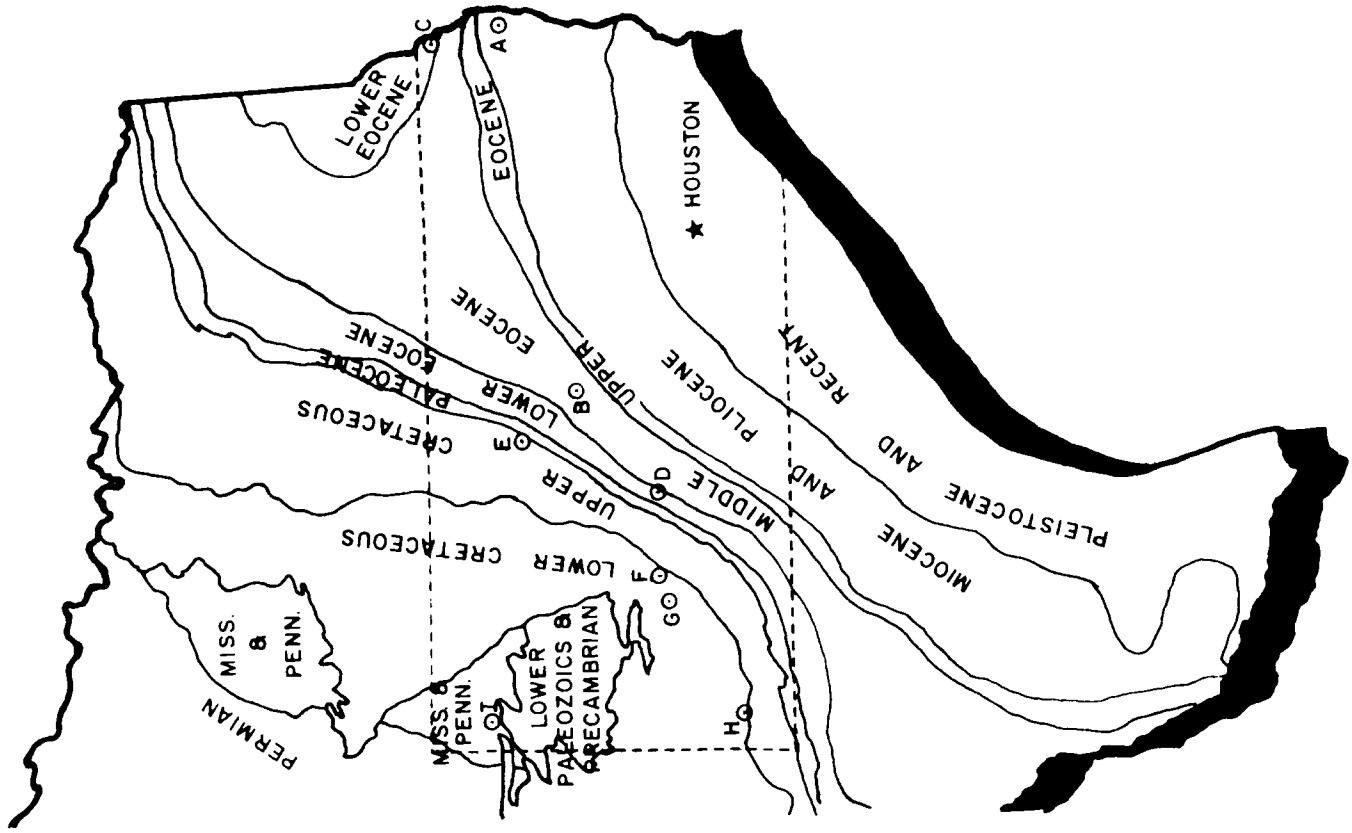 C
A
LOWER
EOCENE
EOCENE
★ HOUSTON
EOCENE
EOCENE
LOWER
PALEOCENE
CRETACEOUS
UPPER
B
E
UPPER
PLIOCENE
AND
MIOCENE
RECENT
AND
PLEISTOCENE
D
MIDDLE
CRETACEOUS
LOWER
F
G
MISS.
&
PENN.
PERMIAN
MISS. &
PENN.
I
LOWER
PALEOZOICS &
PRECAMBRIAN
H